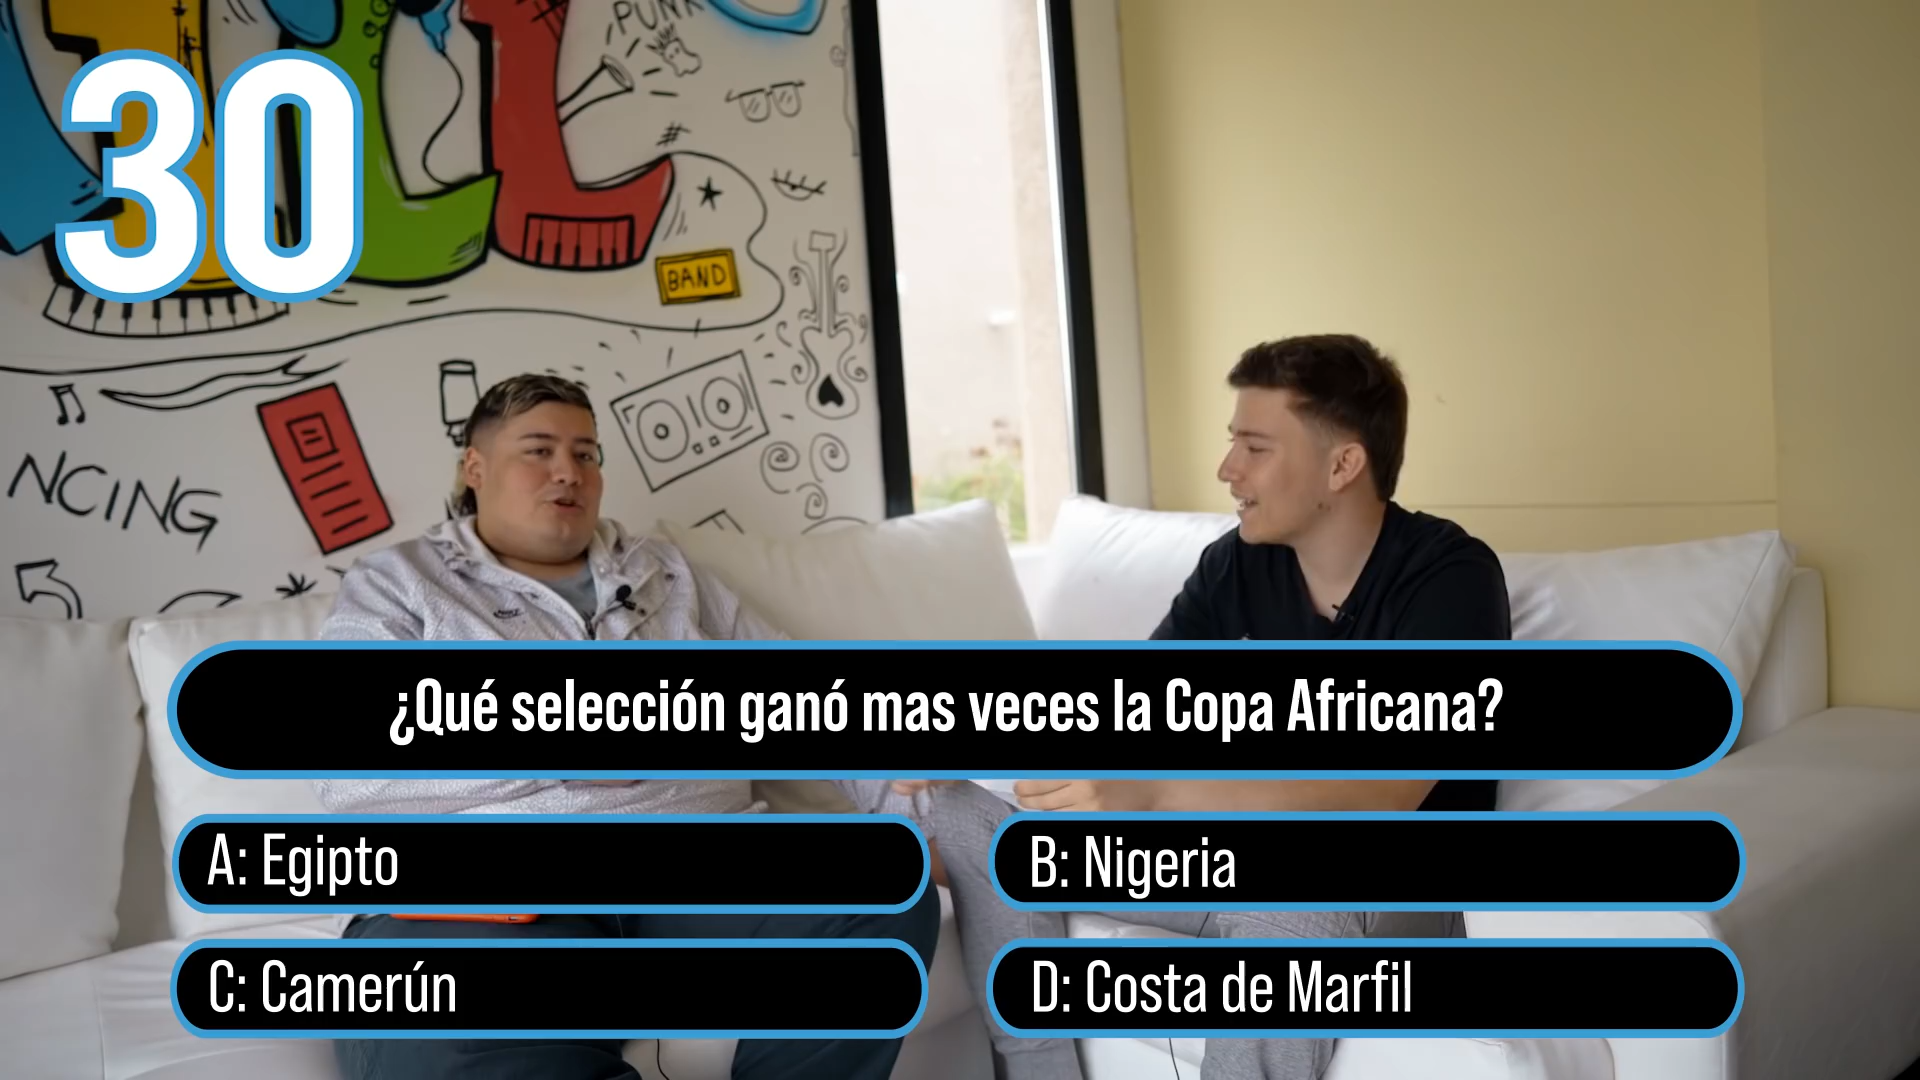 30
PUNK
BAND
NCING
¿Qué selección ganó mas veces la Copa Africana?
A: Egipto
B: Nigeria
C: Camerún
D: Costa de Marfil